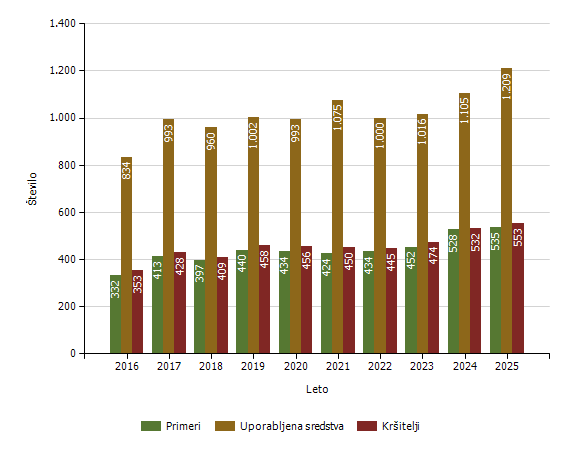 1.400
1.200
1.000
800
600
400
200
0
Število
332 834 353
413 993 428
397 960 409
440 1.002 458
434 993 456
424 1.075 450
434 1.000 445
452 1.016 474
528 1.105 532
535 1.209 553
2016 2017 2018 2019 2020 2021 2022 2023 2024 2025
Leto
Primeri Uporabljena sredstva Kršitelji